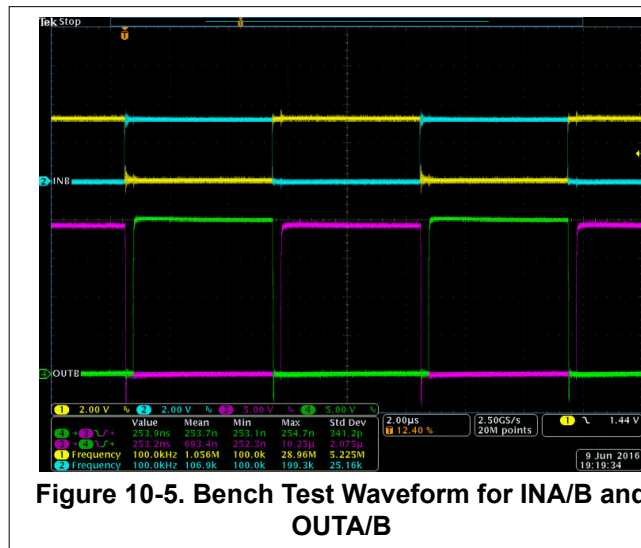 Tek Stop
T
T
2 INB
4 OUTB
1 2.00 V 2 2.00 V 3 5.00 V 4 5.00 V
Value Mean Min Max Std Dev
4 → 3 253.9ns 253.7n 253.1n 254.7n 341.2p
3 → 4 253.2ns 693.4n 252.3n 10.25µ 2.075µ
1 Frequency 100.0kHz 1.056M 100.0k 28.96M 5.225M
2 Frequency 100.0kHz 106.9k 100.0k 199.3k 25.16k
2.00µs
T 12.40 %
2.50GS/s
20M points
1 1.44 V
9 Jun 2016
19:19:34
Figure 10-5. Bench Test Waveform for INA/B and
OUTA/B